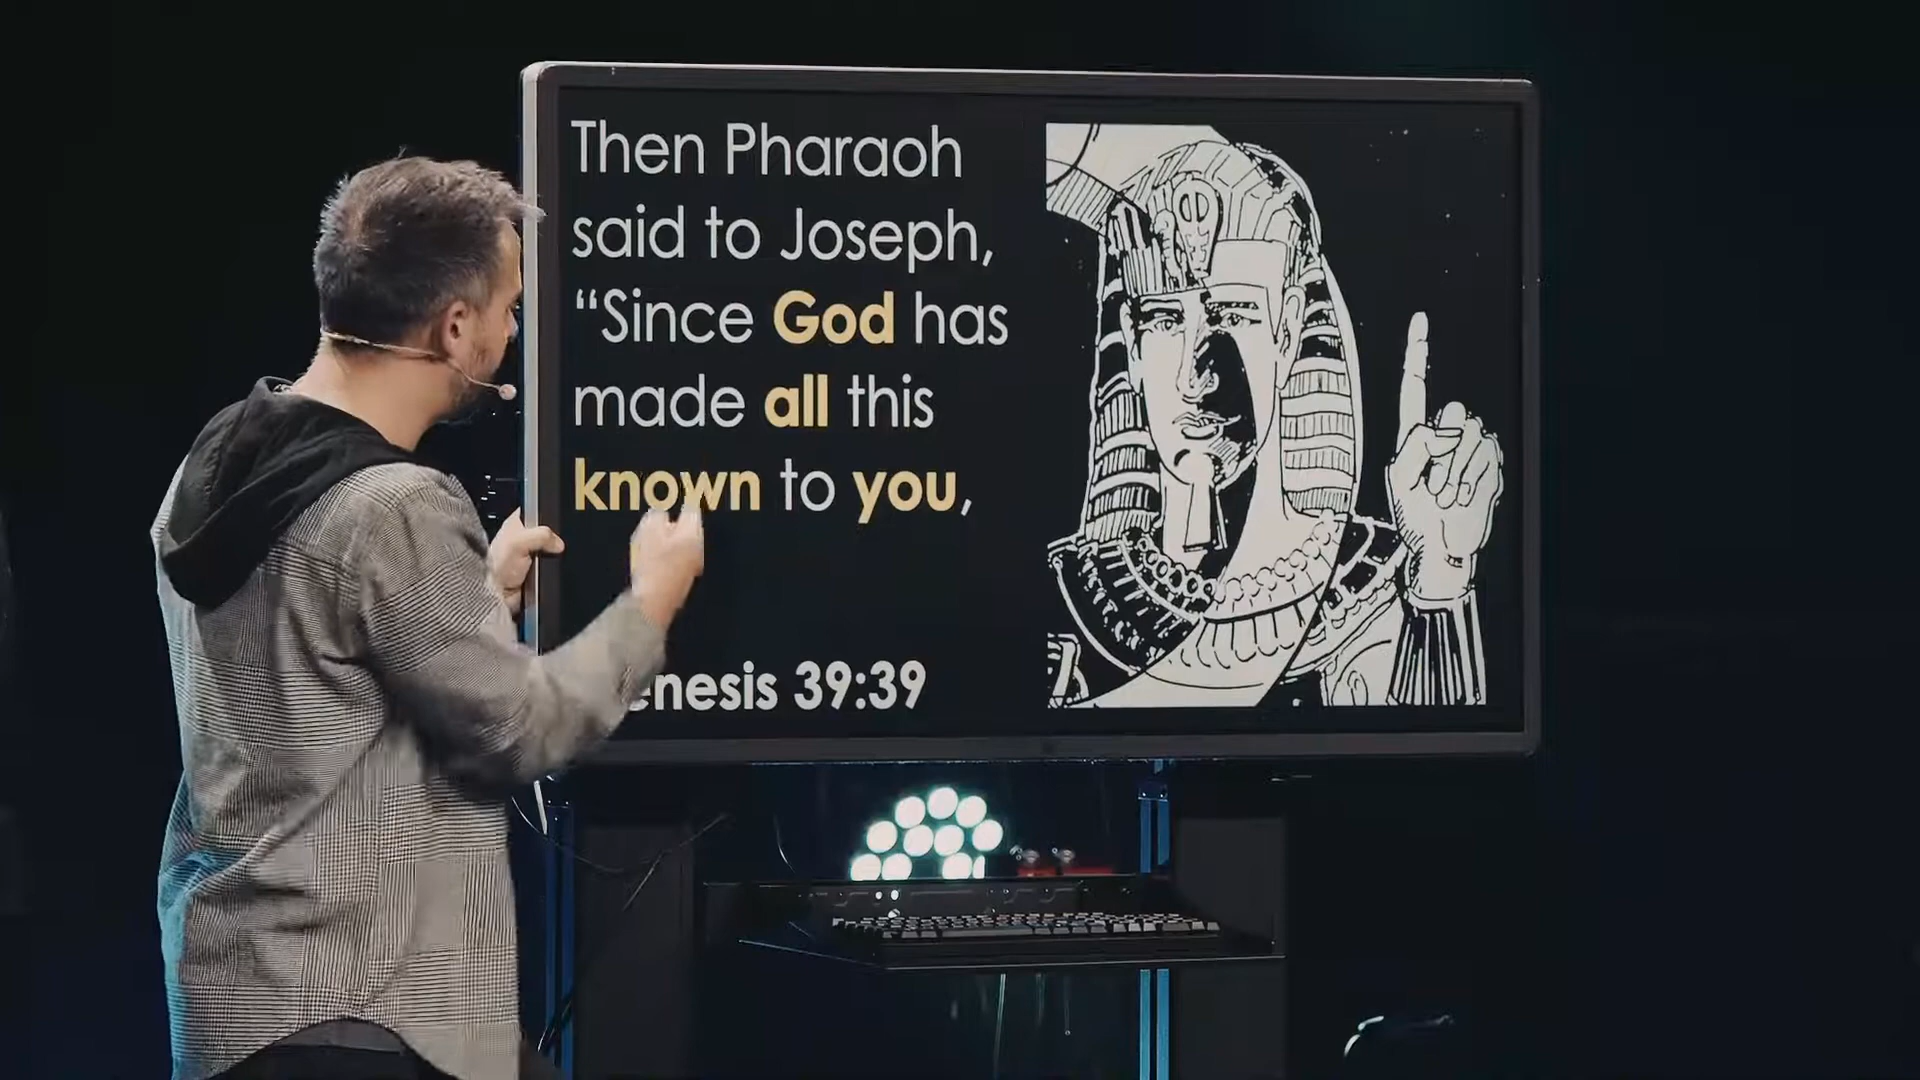 Then Pharaoh
said to Joseph,
“Since God has
made all this
known to you,
enesis 39:39